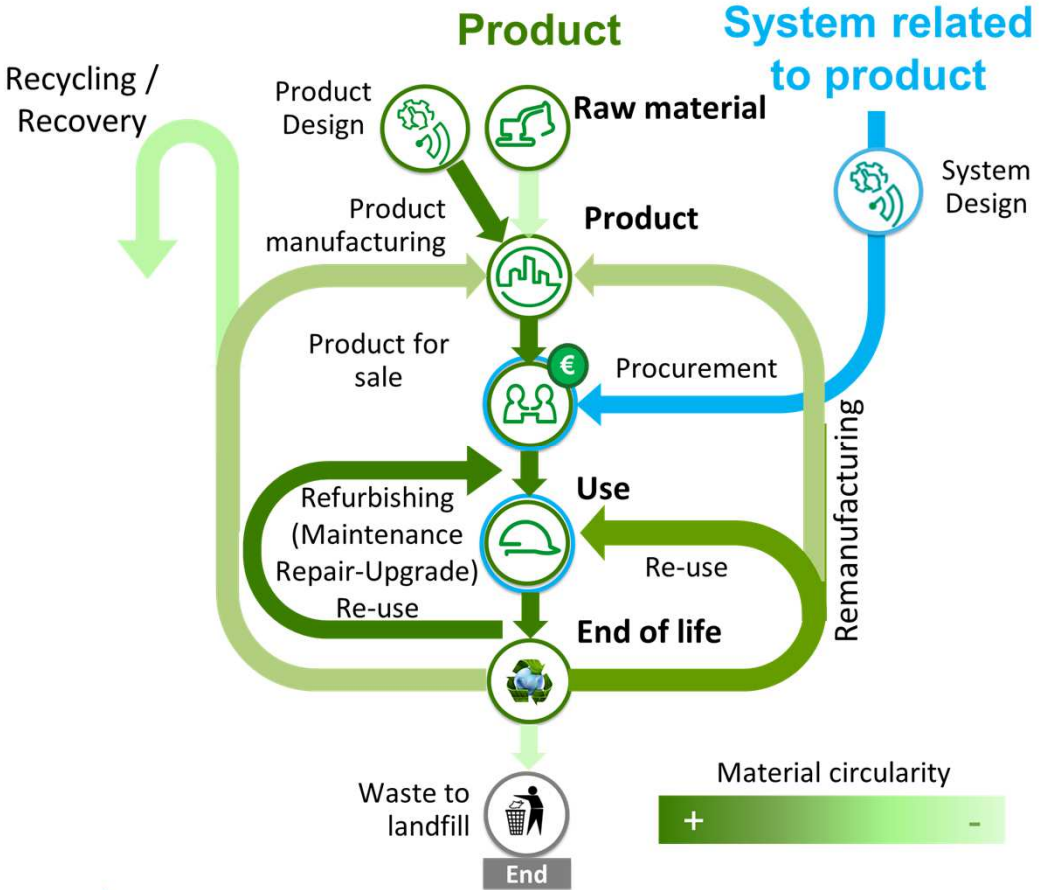 Product
System related
to product
Recycling /
Recovery
Product
Design
Raw material
System
Design
Product
manufacturing
Product
Product for
sale
€
Procurement
Remanufacturing
Refurbishing
(Maintenance
Repair-Upgrade)
Re-use
Use
Re-use
End of life
Waste to
landfill
End
Material circularity
+
-